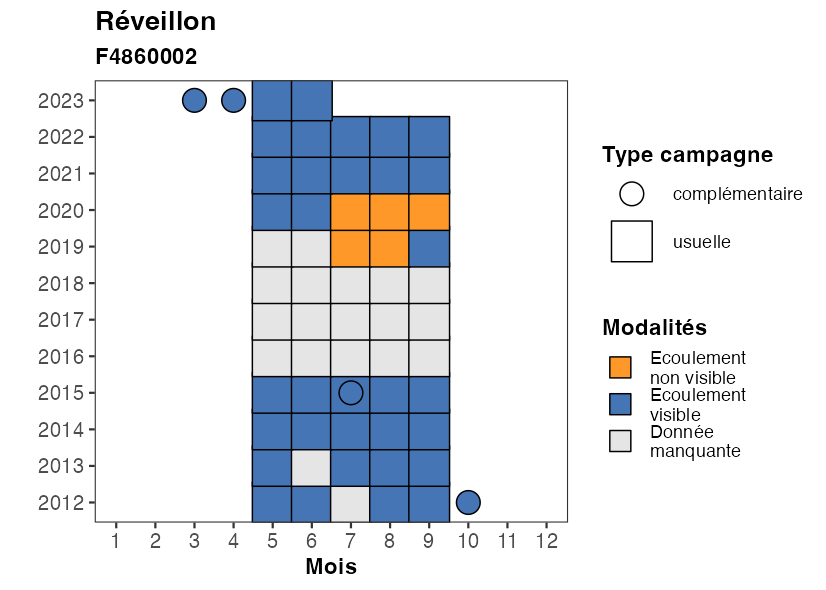 Réveillon
F4860002
2023
2022
2021
2020
2019
2018
2017
2016
2015
2014
2013
2012
1 2 3 4 5 6 7 8 9 10 11 12
Mois
Type campagne
complémentaire
usuelle
Modalités
Ecoulement
non visible
Ecoulement
visible
Donnée
manquante